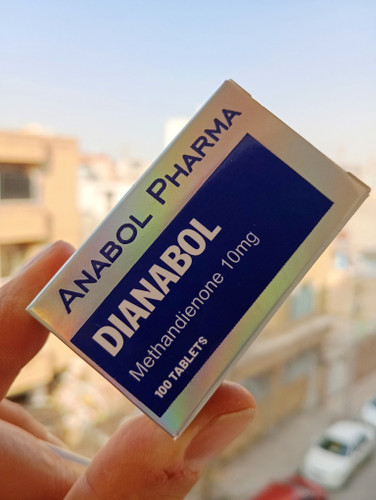 ANABOL PHARMA
DIANABOL
Methandienone 10mg
100 TABLETS